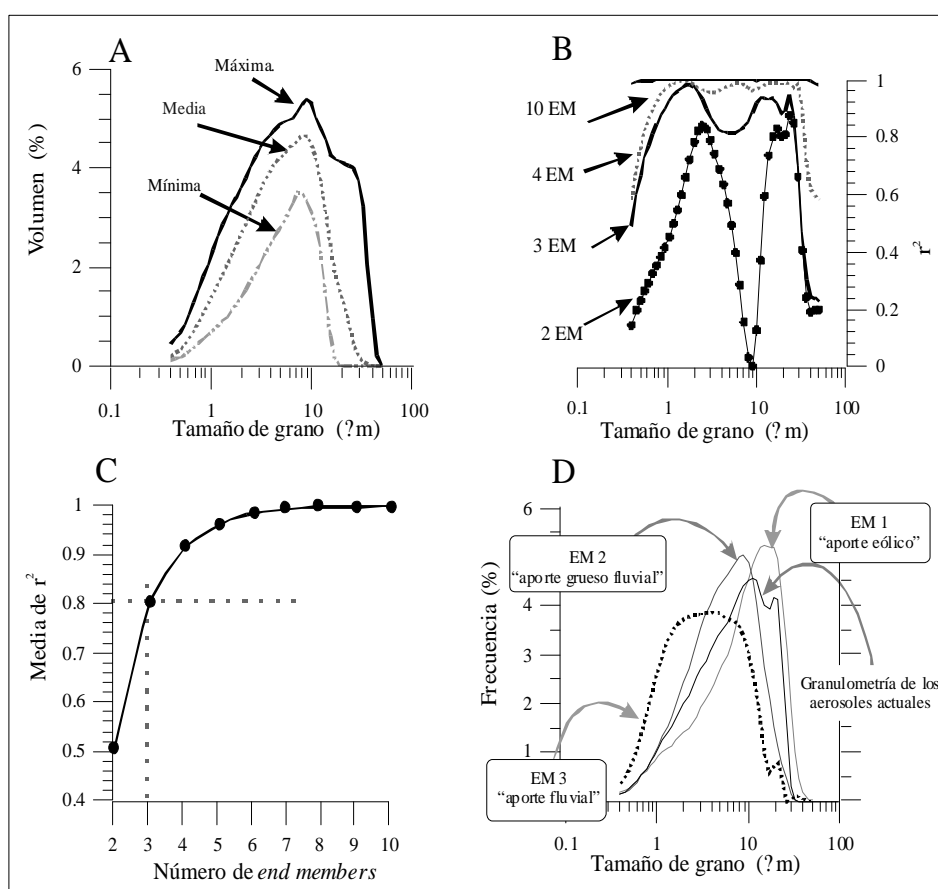 A
6
4
2
0
Volumen (%)
Máxima
Media
Mínima
0.1
1
10
100
Tamaño de grano (?m)
B
10 EM
4 EM
3 EM
2 EM
1
0.8
0.6
0.4
0.2
0
r²
0.1
1
10
100
Tamaño de grano (?m)
C
1
0.9
0.8
0.7
0.6
0.5
0.4
Media de r²
2
3
4
5
6
7
8
9
10
Número de end members
D
6
5
4
3
2
1
Frecuencia (%)
EM 1
“aporte eólico”
EM 2
“aporte grueso fluvial”
Granulometría de los
aerosoles actuales
EM 3
“aporte fluvial”
0.1
1
10
100
Tamaño de grano (?m)